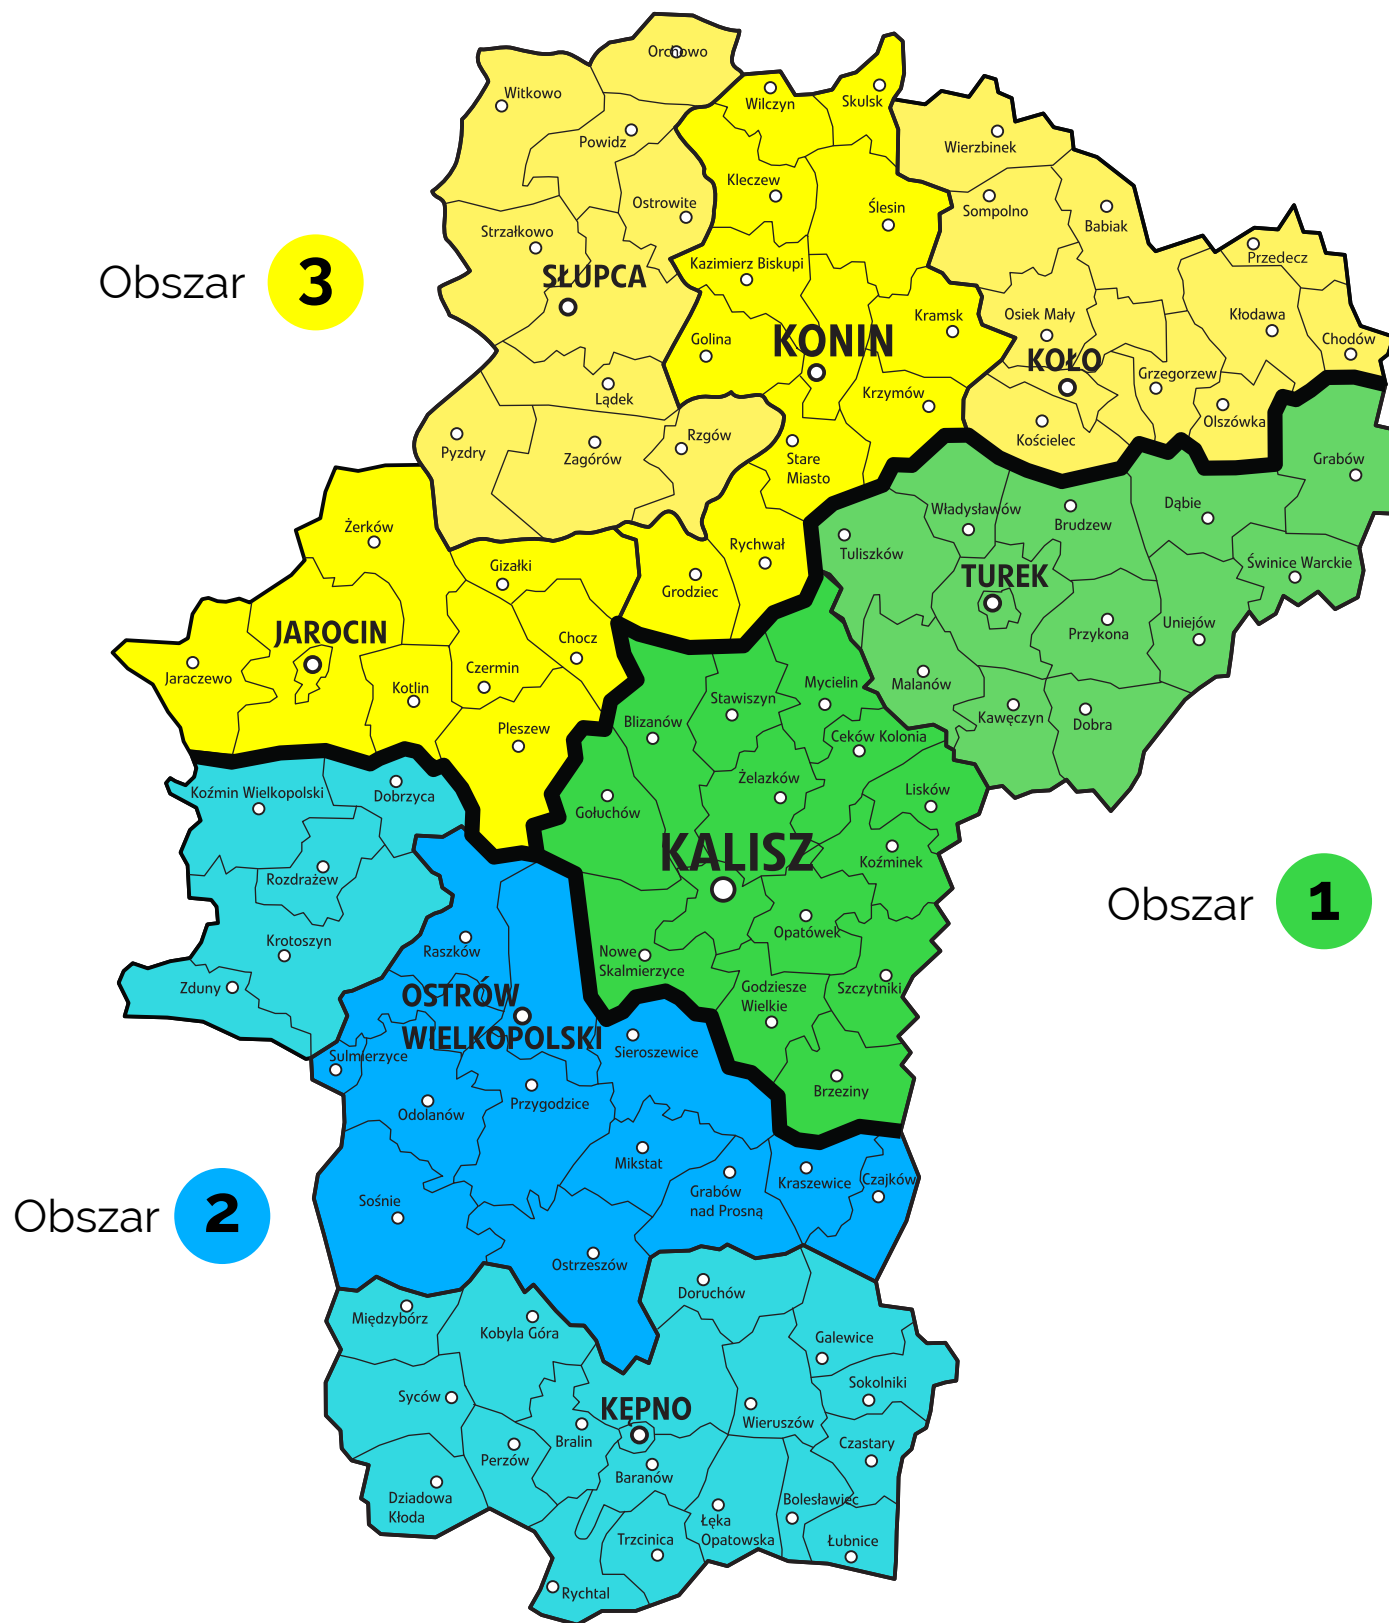 Orchowo
Witkowo
Wilczyn
Skulsk
Powidz
Wierzbinek
Kleczew
Ostrowite
Ślesin
Sompolno
Babiak
Strzałkowo
Przedecz
Kazimierz Biskupi
SŁUPCA
Obszar 3
Osiek Mały
Kłodawa
Kramsk
Golina
KONIN
Chodów
KOŁO
Grzegorzew
Lądek
Krzymów
Olszówka
Rzgów
Kościelec
Pyzdry
Zagórów
Stare
Miasto
Grabów
Dąbie
Władysławów
Brudzew
Żerków
Tuliszków
Rychwał
Gizałki
Świnice Warckie
TUREK
Grodziec
JAROCIN
Chocz
Przykona
Uniejów
Jaraczewo
Czermin
Kotlin
Malanów
Mycielin
Stawiszyn
Kawęczyn
Dobra
Pleszew
Blizanów
Ceków Kolonia
Koźmin Wielkopolski
Dobrzyca
Żelazków
Lisków
Gołuchów
KALISZ
Koźminek
Rozdrażew
Obszar 1
Opatówek
Krotoszyn
Raszków
Nowe
Skalmierzyce
Zduny
Godziesze
Wielkie
Szczytniki
OSTRÓW
WIELKOPOLSKI
Sulmierzyce
Sieroszewice
Brzeziny
Przygodzice
Odolanów
Mikstat
Kraszewice
Czajków
Grabów
nad Prosną
Sośnie
Obszar 2
Ostrzeszów
Doruchów
Międzybórz
Kobyla Góra
Galewice
Sokolniki
Syców
KĘPNO
Wieruszów
Bralin
Czastary
Perzów
Baranów
Dziadowa
Kłoda
Bolesławiec
Łęka
Opatowska
Trzcinica
Łubnice
Rychtal